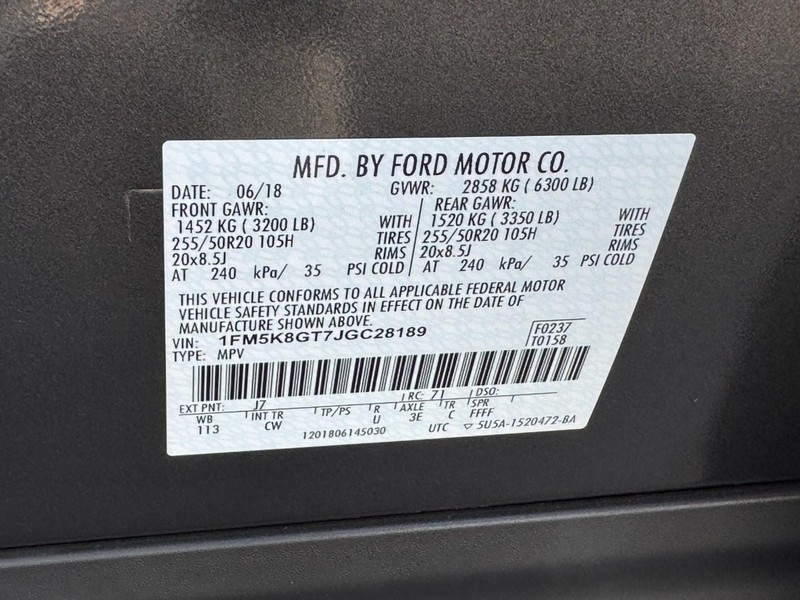 MFD. BY FORD MOTOR CO.
DATE: 06/18 GVWR: 2858 KG ( 6300 LB)
FRONT GAWR: REAR GAWR:
1452 KG ( 3200 LB) WITH 1520 KG ( 3350 LB) WITH
255/50R20 105H TIRES 255/50R20 105H TIRES
20x8.5J RIMS 20x8.5J RIMS
AT 240 kPa/ 35 PSI COLD AT 240 kPa/ 35 PSI COLD
THIS VEHICLE CONFORMS TO ALL APPLICABLE FEDERAL MOTOR
VEHICLE SAFETY STANDARDS IN EFFECT ON THE DATE OF
MANUFACTURE SHOWN ABOVE.
VIN: 1FM5K8GT7JGC28189 F0237
TYPE: MPV T0158
EXT PNT: J7 RC: 71 DSO:
WB INT TR TP/PS R AXLE TR SPR
113 CW U 3E C FFFF
1201806145030 UTC ▽ 5U5A-1520472-BA